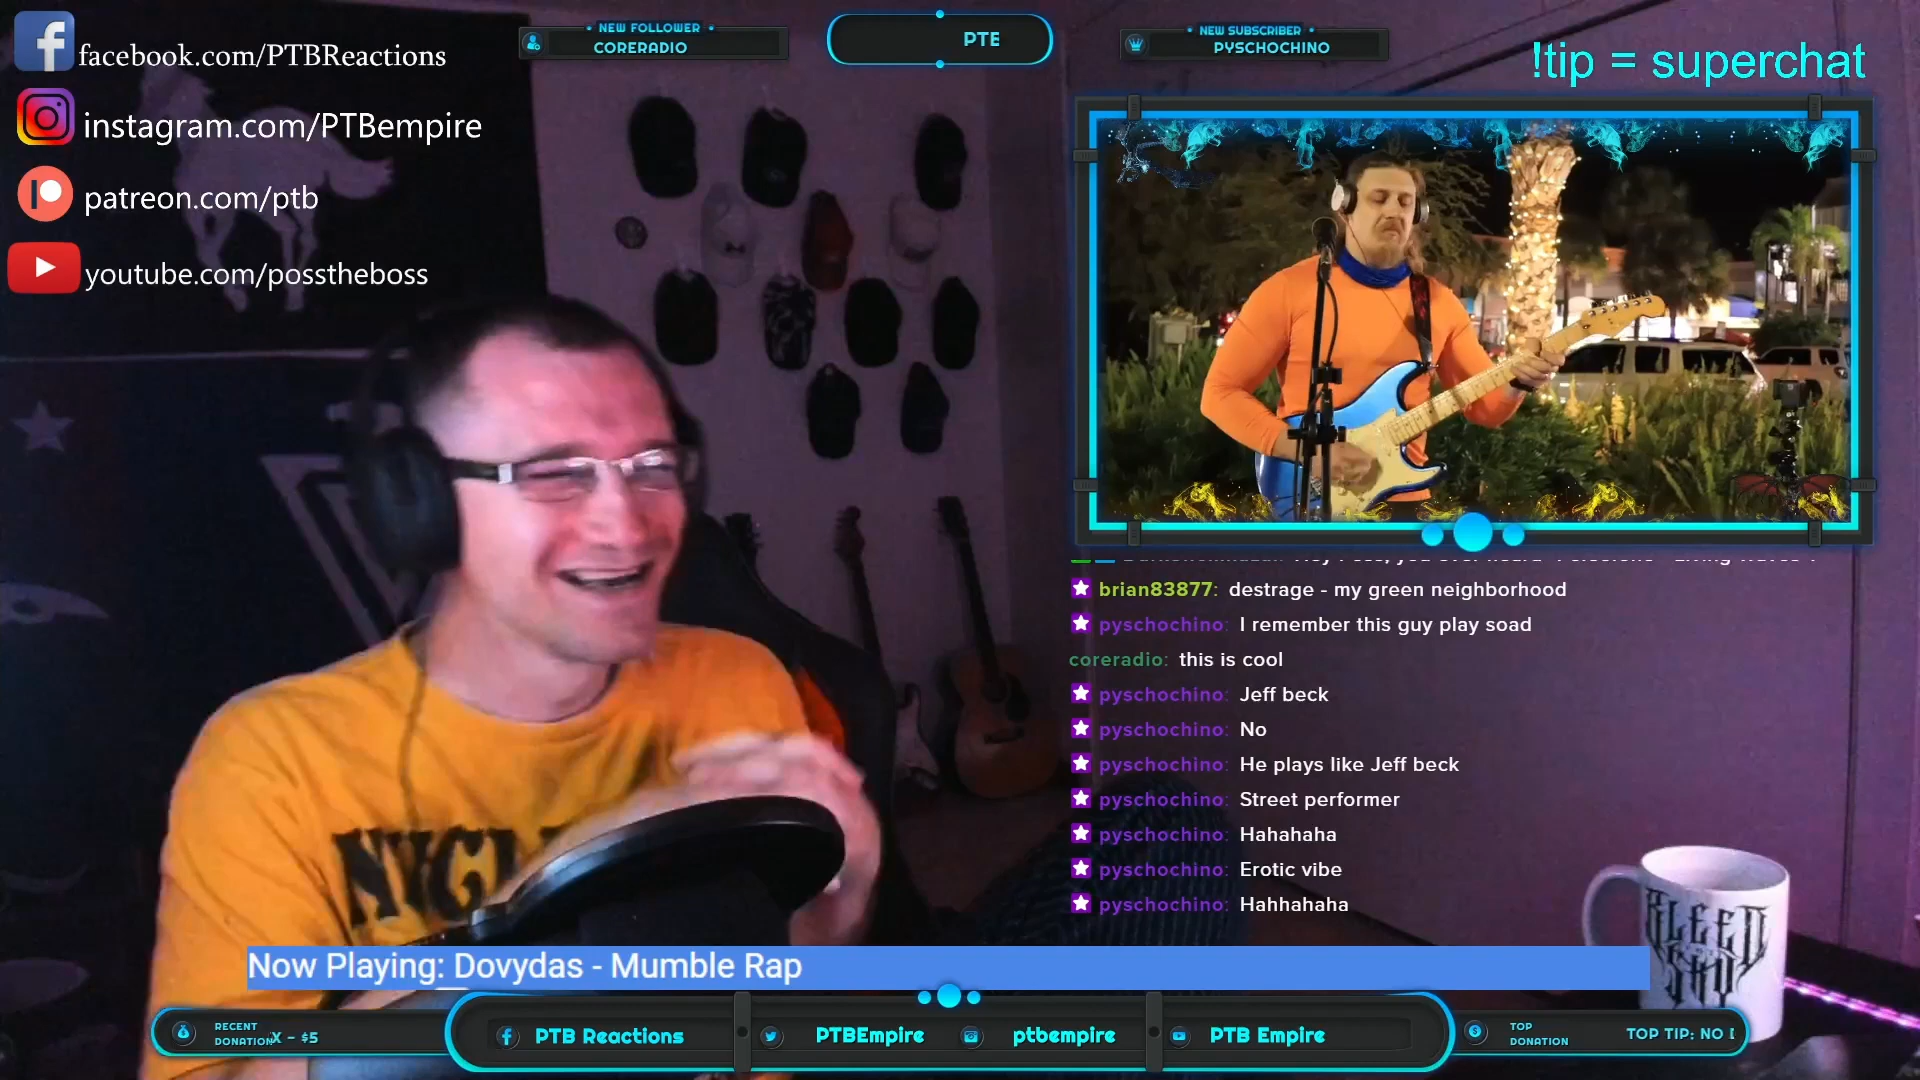 facebook.com/PTBReactions
instagram.com/PTBempire
patreon.com/ptb
youtube.com/posstheboss
NEW FOLLOWER
CORERADIO
PTE
NEW SUBSCRIBER
PYSCHOCHINO
!tip = superchat
brian83877: destrage - my green neighborhood
pyschochino: I remember this guy play soad
coreradio: this is cool
pyschochino: Jeff beck
pyschochino: No
pyschochino: He plays like Jeff beck
pyschochino: Street performer
pyschochino: Hahahaha
pyschochino: Erotic vibe
pyschochino: Hahhahaha
Now Playing: Dovydas - Mumble Rap
RECENT
DONATION
X - $5
PTB Reactions
PTBEmpire
ptbempire
PTB Empire
TOP
DONATION
TOP TIP: NO